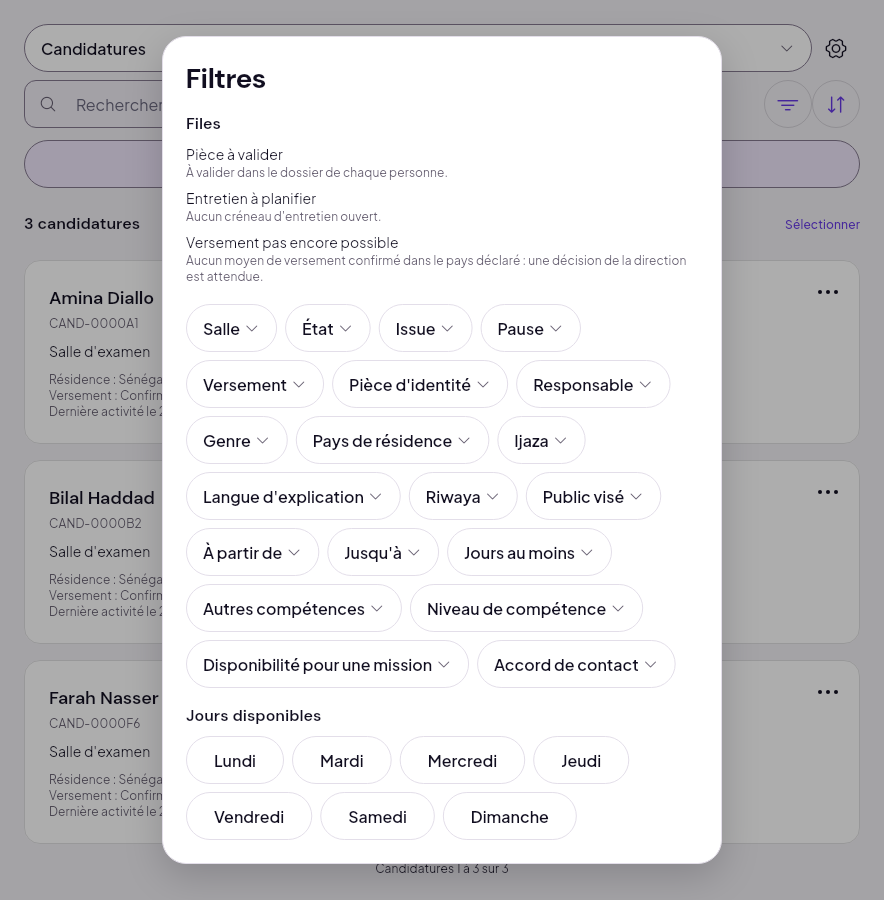 Candidatures
Rechercher
Filtres
Files
Pièce à valider
À valider dans le dossier de chaque personne.
Entretien à planifier
Aucun créneau d'entretien ouvert.
Versement pas encore possible
Aucun moyen de versement confirmé dans le pays déclaré : une décision de la direction
est attendue.
Salle
État
Issue
Pause
Versement
Pièce d'identité
Responsable
Genre
Pays de résidence
Ijaza
Langue d'explication
Riwaya
Public visé
À partir de
Jusqu'à
Jours au moins
Autres compétences
Niveau de compétence
Disponibilité pour une mission
Accord de contact
Jours disponibles
Lundi
Mardi
Mercredi
Jeudi
Vendredi
Samedi
Dimanche
3 candidatures
Sélectionner
Amina Diallo
CAND-0000A1
Salle d'examen
Résidence : Sénéga
Versement : Confirm
Dernière activité le 2
Bilal Haddad
CAND-0000B2
Salle d'examen
Résidence : Sénéga
Versement : Confirm
Dernière activité le 2
Farah Nasser
CAND-0000F6
Salle d'examen
Résidence : Sénéga
Versement : Confirm
Dernière activité le 2
Candidatures 1 à 3 sur 3